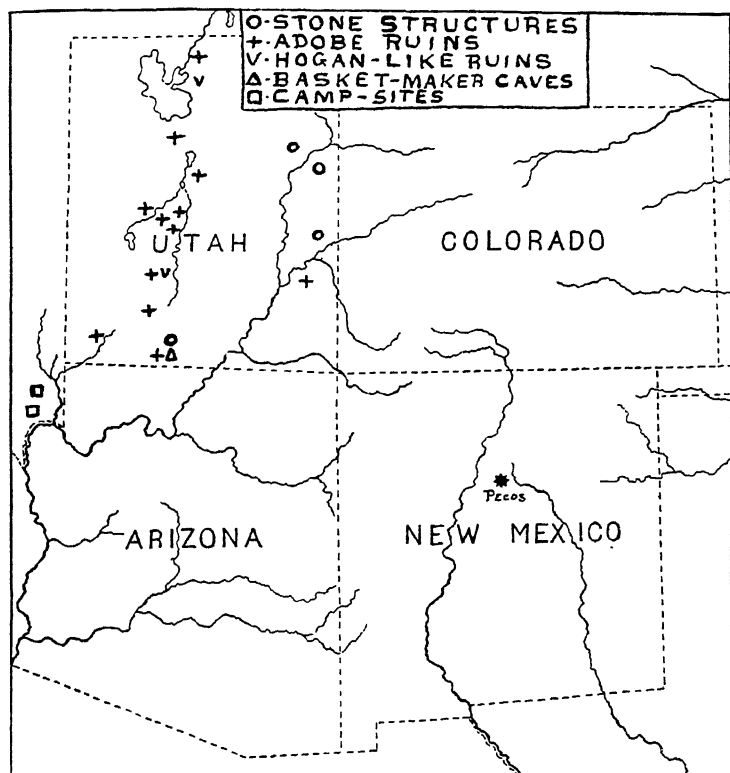 O-STONE STRUCTURES
+-ADOBE RUINS
V-HOGAN-LIKE RUINS
Δ-BASKET-MAKER CAVES
□-CAMP-SITES
UTAH
COLORADO
PECOS
ARIZONA
NEW MEXICO